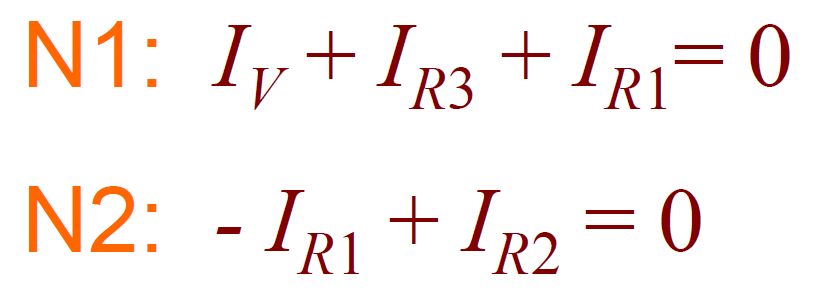 N1: I_V + I_R3 + I_R1 = 0
N2: - I_R1 + I_R2 = 0